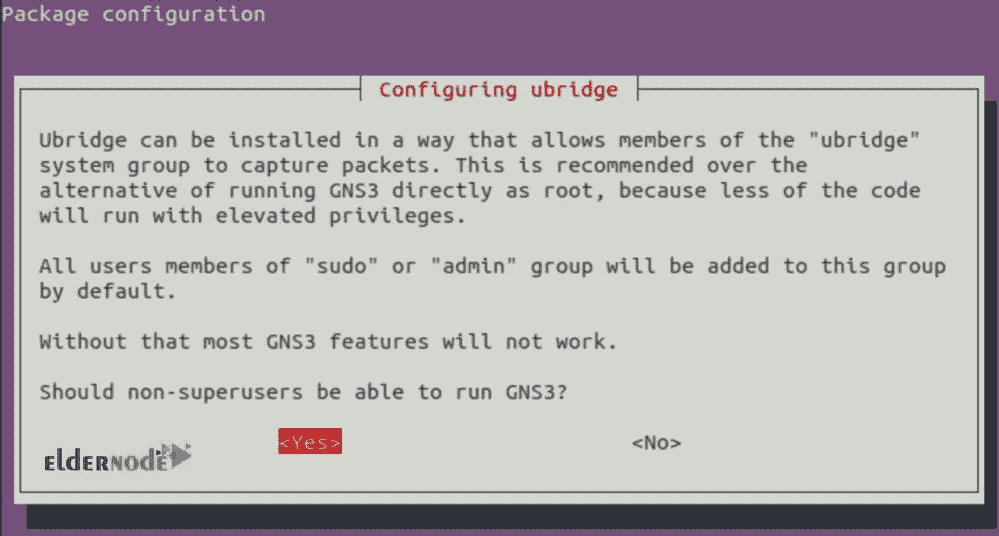 Package configuration
Configuring ubridge
Ubridge can be installed in a way that allows members of the "ubridge"
system group to capture packets. This is recommended over the
alternative of running GNS3 directly as root, because less of the code
will run with elevated privileges.
All users members of "sudo" or "admin" group will be added to this group
by default.
Without that most GNS3 features will not work.
Should non-superusers be able to run GNS3?
<Yes> <No>
ELDERNODE